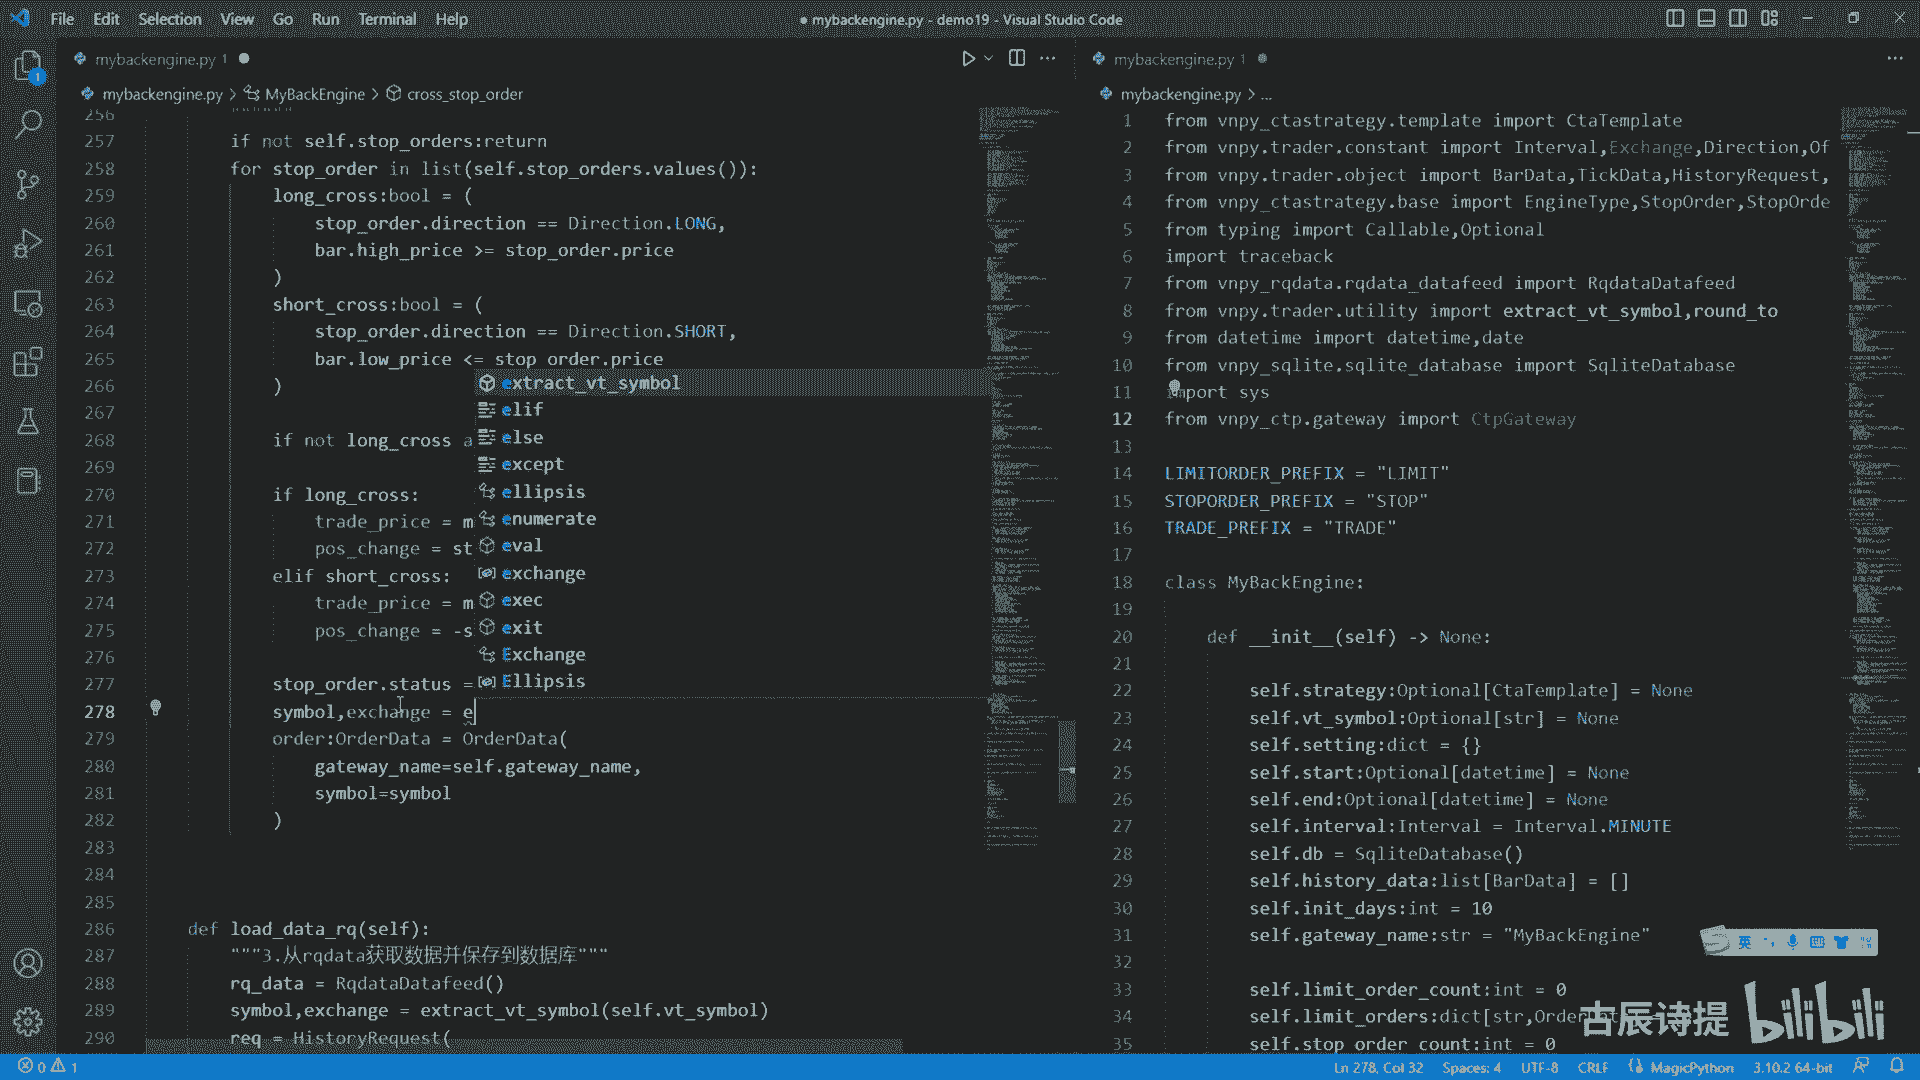 File Edit Selection View Go Run Terminal Help
● mybackengine.py - demo19 - Visual Studio Code
mybackengine.py 1
mybackengine.py > MyBackEngine > cross_stop_order
256
257 if not self.stop_orders:return
258 for stop_order in list(self.stop_orders.values()):
259 long_cross:bool = (
260 stop_order.direction == Direction.LONG,
261 bar.high_price >= stop_order.price
262 )
263 short_cross:bool = (
264 stop_order.direction == Direction.SHORT,
265 bar.low_price <= stop_order.price
266 )
267
268 if not long_cross a
269
270 if long_cross:
271 trade_price = m
272 pos_change = st
273 elif short_cross:
274 trade_price = m
275 pos_change = -s
276
277 stop_order.status =
278 symbol,exchange = e
279 order:OrderData = OrderData(
280 gateway_name=self.gateway_name,
281 symbol=symbol
282 )
283
284
285
286 def load_data_rq(self):
287 """3.从rqdata获取数据并保存到数据库"""
288 rq_data = RqdataDatafeed()
289 symbol,exchange = extract_vt_symbol(self.vt_symbol)
290 req = HistoryRequest(
extract_vt_symbol
elif
else
except
ellipsis
enumerate
eval
exchange
exec
exit
Exchange
Ellipsis
mybackengine.py 1
mybackengine.py > ...
1 from vnpy_ctastrategy.template import CtaTemplate
2 from vnpy.trader.constant import Interval,Exchange,Direction,Of
3 from vnpy.trader.object import BarData,TickData,HistoryRequest,
4 from vnpy_ctastrategy.base import EngineType,StopOrder,StopOrde
5 from typing import Callable,Optional
6 import traceback
7 from vnpy_rqdata.rqdata_datafeed import RqdataDatafeed
8 from vnpy.trader.utility import extract_vt_symbol,round_to
9 from datetime import datetime,date
10 from vnpy_sqlite.sqlite_database import SqliteDatabase
11 import sys
12 from vnpy_ctp.gateway import CtpGateway
13
14 LIMITORDER_PREFIX = "LIMIT"
15 STOPORDER_PREFIX = "STOP"
16 TRADE_PREFIX = "TRADE"
17
18 class MyBackEngine:
19
20 def __init__(self) -> None:
21
22 self.strategy:Optional[CtaTemplate] = None
23 self.vt_symbol:Optional[str] = None
24 self.setting:dict = {}
25 self.start:Optional[datetime] = None
26 self.end:Optional[datetime] = None
27 self.interval:Interval = Interval.MINUTE
28 self.db = SqliteDatabase()
29 self.history_data:list[BarData] = []
30 self.init_days:int = 10
31 self.gateway_name:str = "MyBackEngine"
32
33 self.limit_order_count:int = 0
34 self.limit_orders:dict[str,Order
35 self.stop_order_count:int = 0
英
古辰诗提 bilibili
0 1
Ln 278, Col 32 Spaces: 4 UTF-8 CRLF MagicPython 3.10.2 64-bit